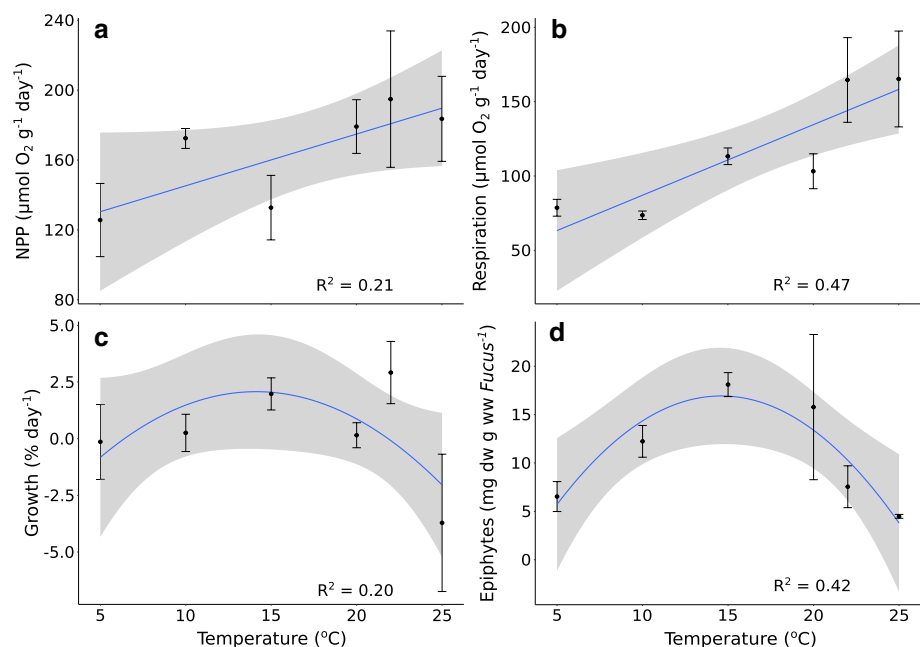 a
NPP (µmol O₂ g⁻¹ day⁻¹)
240
200
160
120
80
R² = 0.21
b
Respiration (µmol O₂ g⁻¹ day⁻¹)
200
150
100
50
R² = 0.47
c
Growth (% day⁻¹)
5.0
2.5
0.0
-2.5
-5.0
R² = 0.20
5 10 15 20 25
Temperature (°C)
d
Epiphytes (mg dw g ww Fucus⁻¹)
20
15
10
5
0
R² = 0.42
5 10 15 20 25
Temperature (°C)